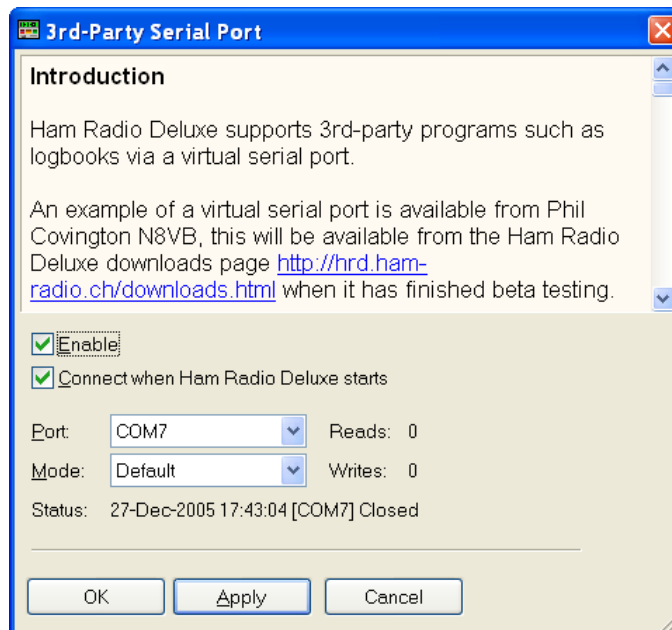 3rd-Party Serial Port
Introduction
Ham Radio Deluxe supports 3rd-party programs such as
logbooks via a virtual serial port.
An example of a virtual serial port is available from Phil
Covington N8VB, this will be available from the Ham Radio
Deluxe downloads page http://hrd.ham-
radio.ch/downloads.html when it has finished beta testing.
Enable
Connect when Ham Radio Deluxe starts
Port: COM7 Reads: 0
Mode: Default Writes: 0
Status: 27-Dec-2005 17:43:04 [COM7] Closed
OK Apply Cancel